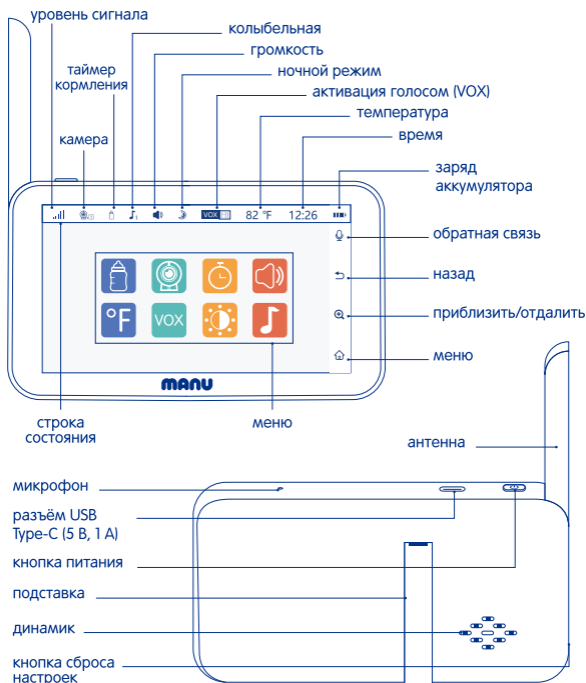 уровень сигнала
колыбельная
громкость
таймер
кормления
ночной режим
активация голосом (VOX)
температура
камера
время
заряд
аккумулятора
VOX
82 °F
12:26
обратная связь
назад
°F
VOX
приблизить/отдалить
меню
manu
строка
состояния
меню
антенна
микрофон
разъём USB
Type-C (5 В, 1 А)
кнопка питания
подставка
динамик
кнопка сброса
настроек